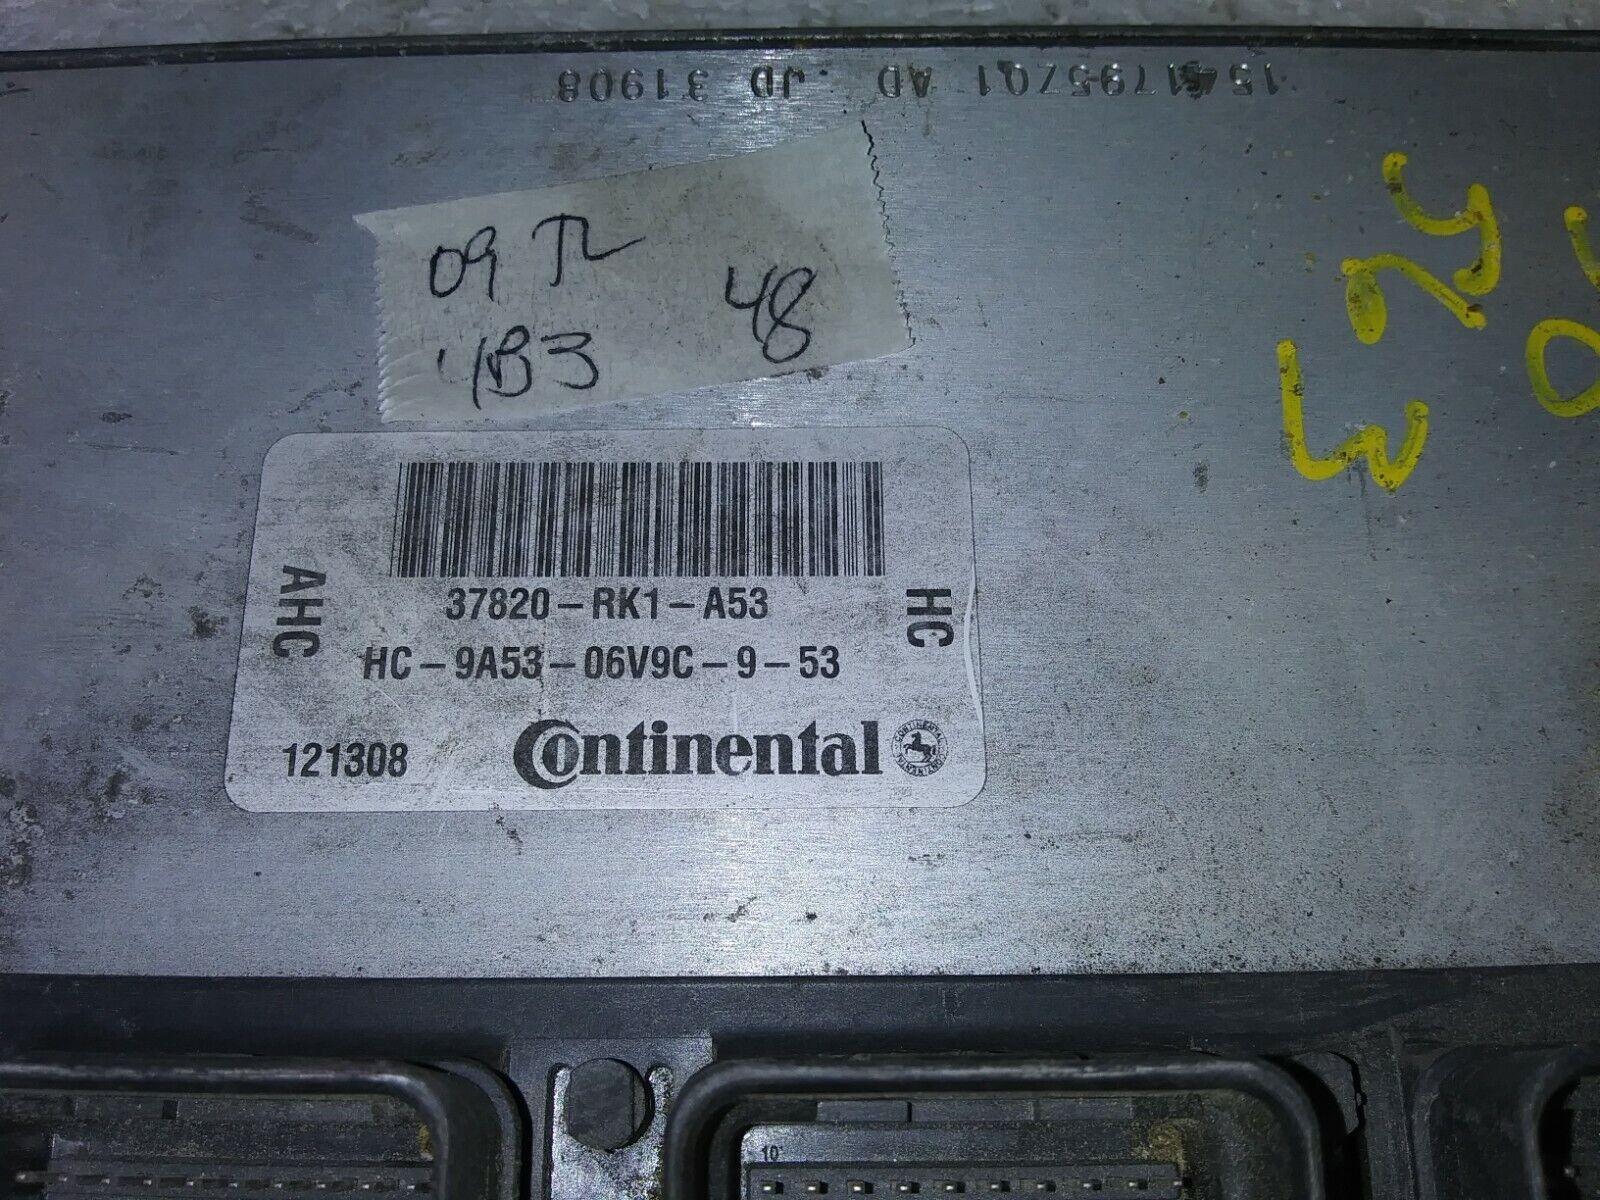 1541795701 AD JD 31908
09 TL
4B3 48
37820-RK1-A53
AHC
HC
HC-9A53-06V9C-9-53
121308
Continental
10